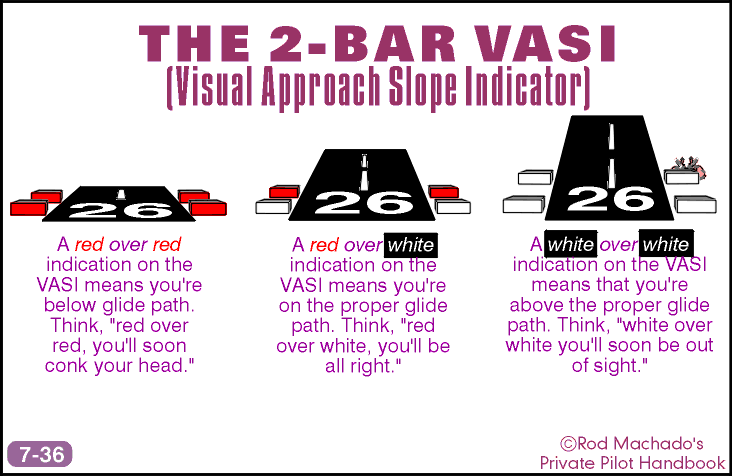 THE 2-BAR VASI
(Visual Approach Slope Indicator)
26
26
26
A red over red
indication on the
VASI means you're
below glide path.
Think, "red over
red, you'll soon
conk your head."
A red over white
indication on the
VASI means you're
on the proper glide
path. Think, "red
over white, you'll be
all right."
A white over white
indication on the VASI
means that you're
above the proper glide
path. Think, "white over
white you'll soon be out
of sight."
7-36
©Rod Machado's
Private Pilot Handbook